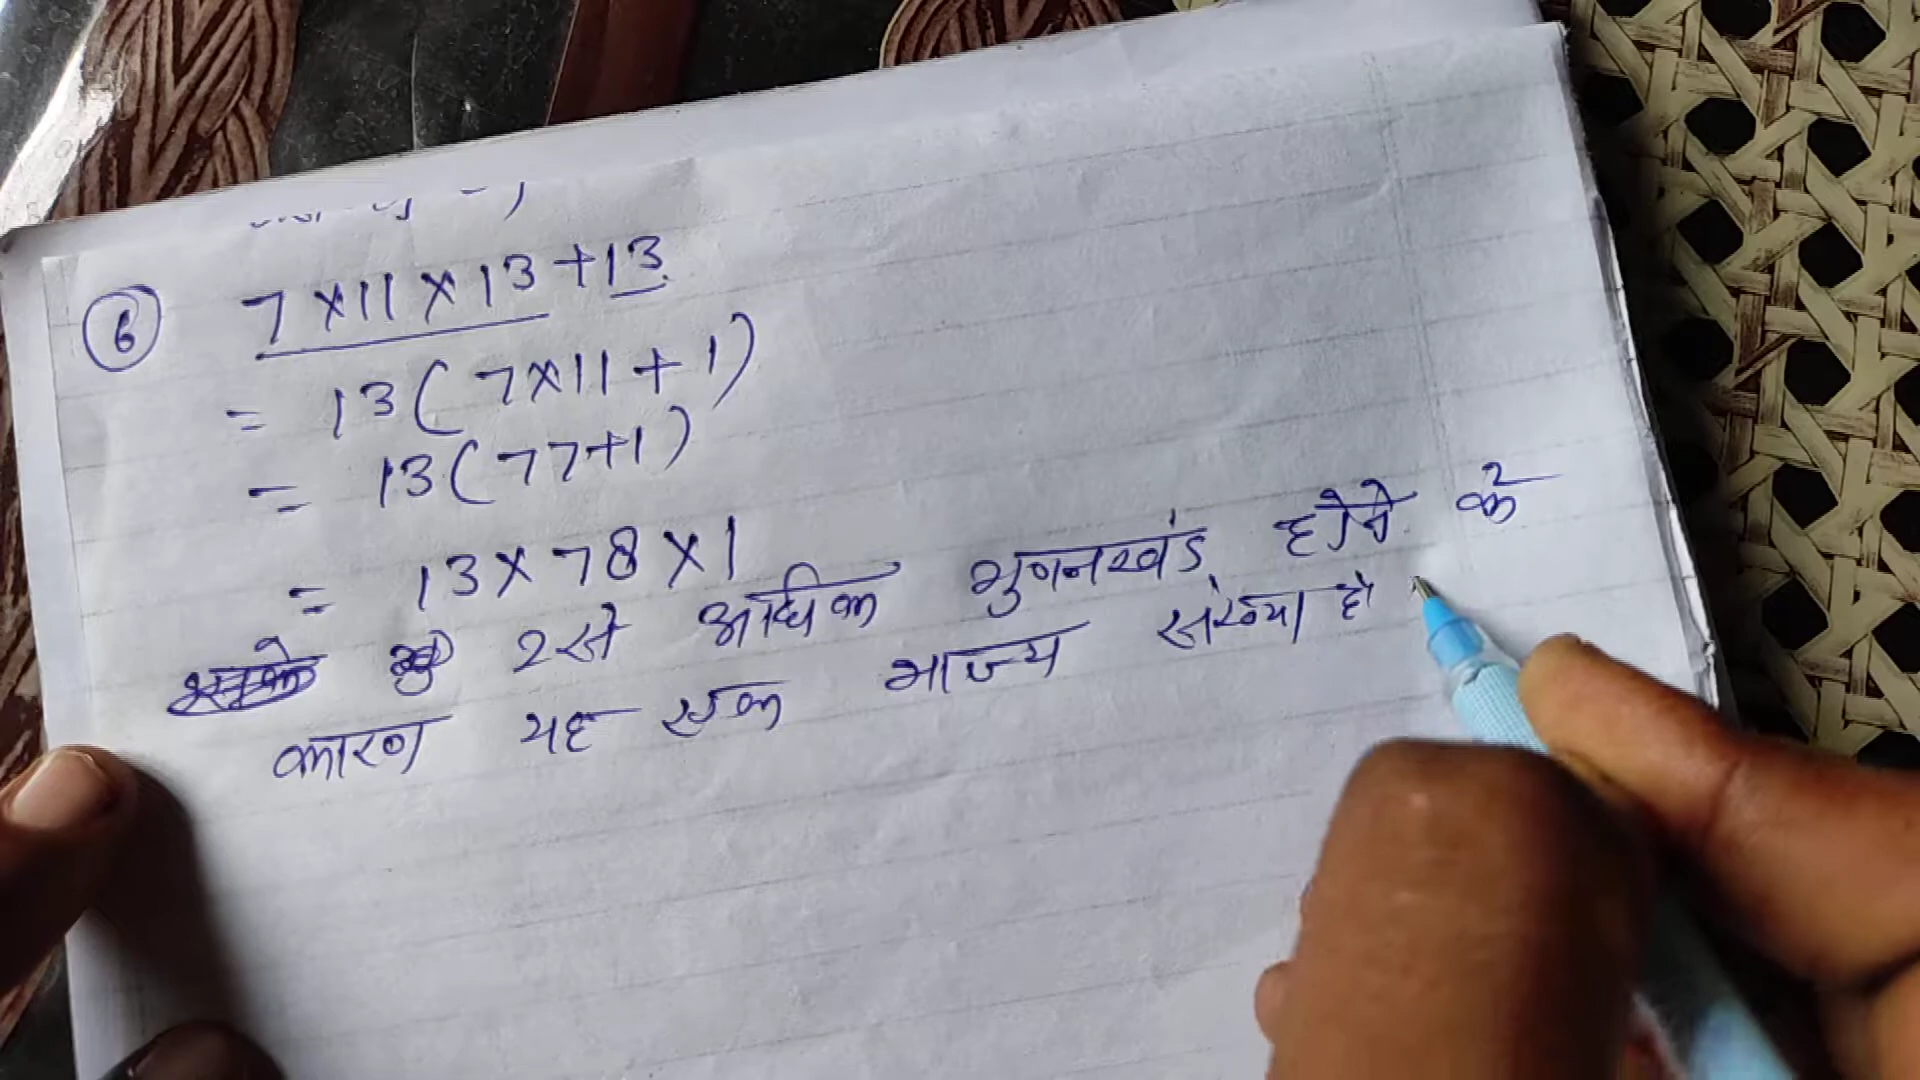 6 7×11×13+13
= 13(7×11+1)
= 13(77+1)
= 13×78×1
2 से अधिक गुणनखंड होने के
कारण यह एक भाज्य संख्या है